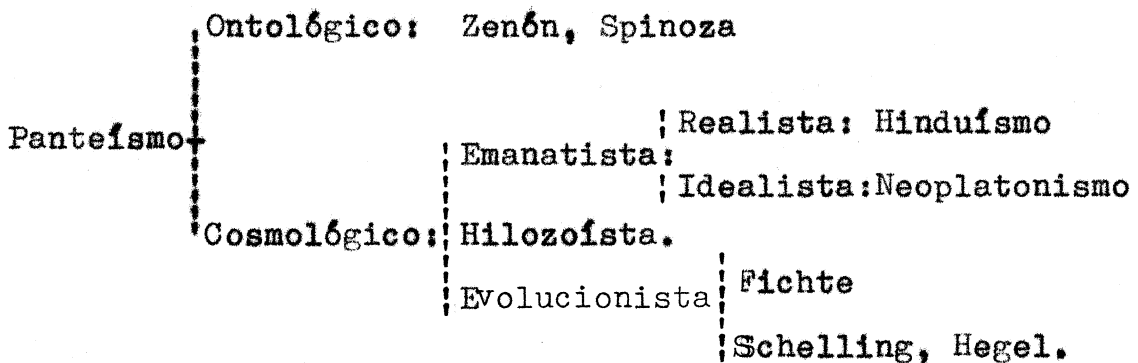 Ontológico: Zenón, Spinoza
Realista: Hinduísmo
Panteísmo
Emanatista:
Idealista:Neoplatonismo
Cosmológico: Hilozoísta.
Fichte
Evolucionista
Schelling, Hegel.